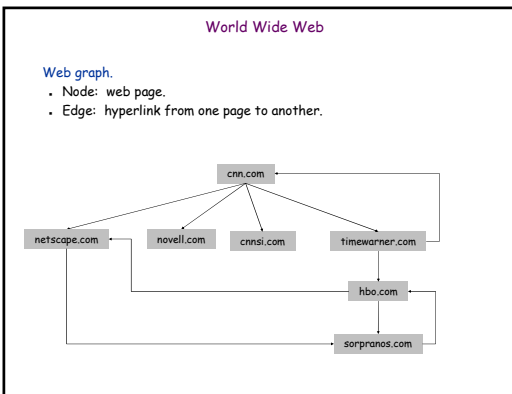 World Wide Web
Web graph.
. Node: web page.
. Edge: hyperlink from one page to another.
cnn.com
netscape.com
novell.com
cnnsi.com
timewarner.com
hbo.com
sorpranos.com